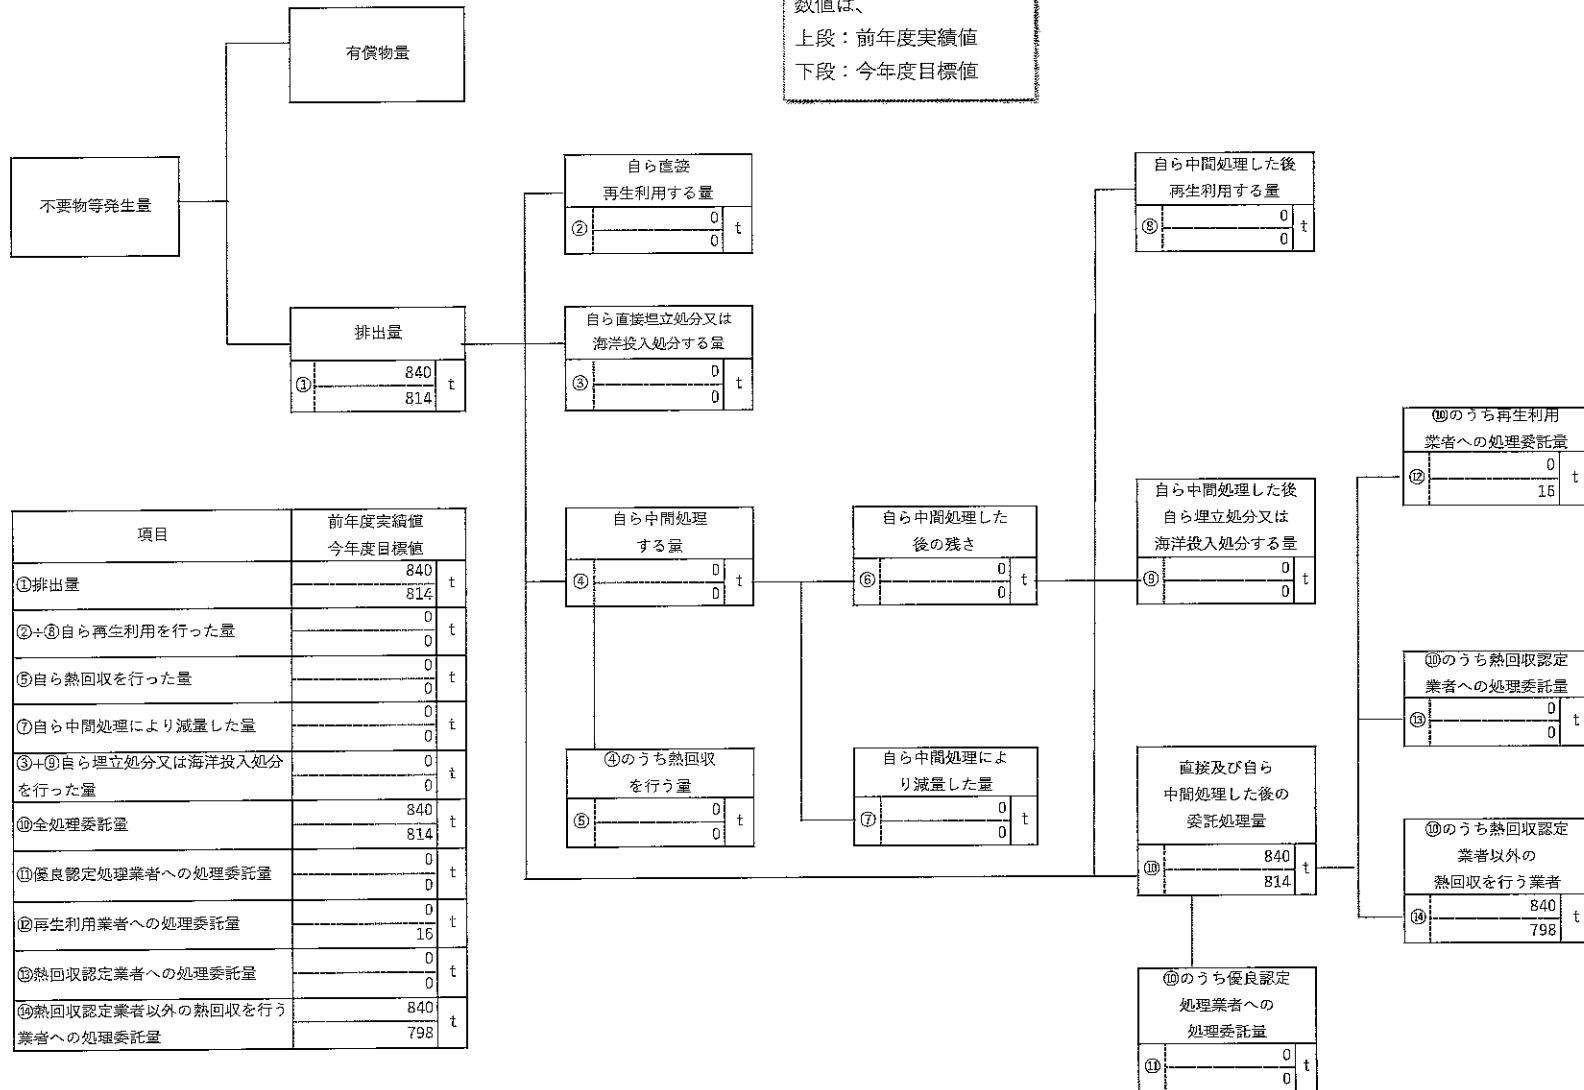 数値は、
上段：前年度実績値
下段：今年度目標値
有償物量
不要物等発生量
排出量
①
840
814
t
自ら直接
再生利用する量
②
0
0
t
自ら直接埋立処分又は
海洋投入処分する量
③
0
0
t
自ら中間処理
する量
④
0
0
t
④のうち熱回収
を行う量
⑤
0
0
t
自ら中間処理した
後の残さ
⑥
0
0
t
自ら中間処理によ
り減量した量
⑦
0
0
t
自ら中間処理した後
再生利用する量
⑧
0
0
t
自ら中間処理した後
自ら埋立処分又は
海洋投入処分する量
⑨
0
0
t
直接及び自ら
中間処理した後の
委託処理量
⑩
840
814
t
⑩のうち優良認定
処理業者への
処理委託量
⑪
0
0
t
⑩のうち再生利用
業者への処理委託量
⑫
0
16
t
⑩のうち熱回収認定
業者への処理委託量
⑬
0
0
t
⑩のうち熱回収認定
業者以外の
熱回収を行う業者
⑭
840
798
t
項目
前年度実績値
今年度目標値
①排出量
840
814
t
②+⑧自ら再生利用を行った量
0
0
t
⑤自ら熱回収を行った量
0
0
t
⑦自ら中間処理により減量した量
0
0
t
③+⑨自ら埋立処分又は海洋投入処分
を行った量
0
0
t
⑩全処理委託量
840
814
t
⑪優良認定処理業者への処理委託量
0
0
t
⑫再生利用業者への処理委託量
0
16
t
⑬熱回収認定業者への処理委託量
0
0
t
⑭熱回収認定業者以外の熱回収を行う
業者への処理委託量
840
798
t